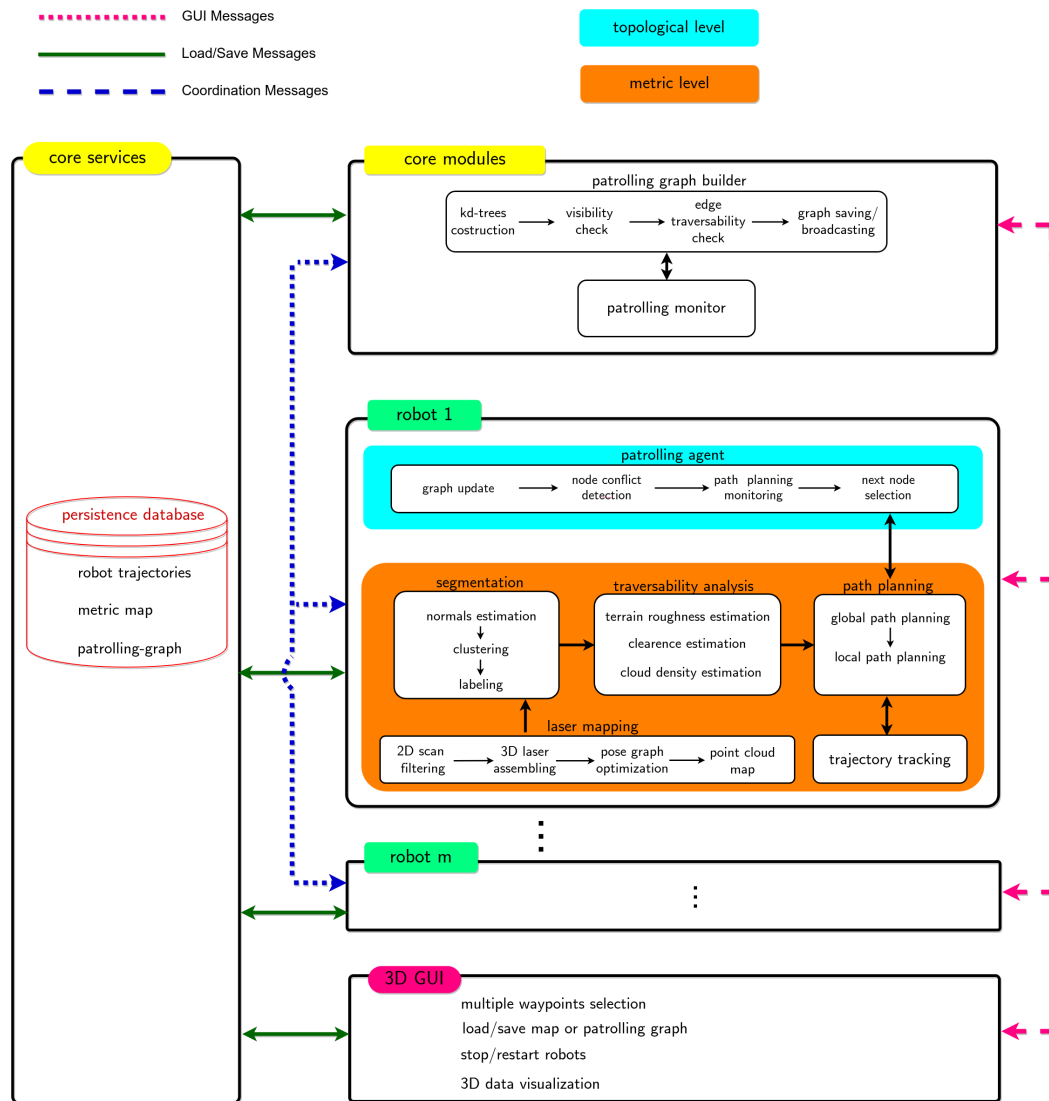 GUI Messages
Load/Save Messages
Coordination Messages
topological level
metric level
core services
persistence database
robot trajectories
metric map
patrolling-graph
core modules
patrolling graph builder
kd-trees
costruction
visibility
check
edge
traversability
check
graph saving/
broadcasting
patrolling monitor
robot 1
patrolling agent
graph update
node conflict
detection
path planning
monitoring
next node
selection
segmentation
normals estimation
clustering
labeling
traversability analysis
terrain roughness estimation
clearence estimation
cloud density estimation
path planning
global path planning
local path planning
laser mapping
2D scan
filtering
3D laser
assembling
pose graph
optimization
point cloud
map
trajectory tracking
robot m
3D GUI
multiple waypoints selection
load/save map or patrolling graph
stop/restart robots
3D data visualization